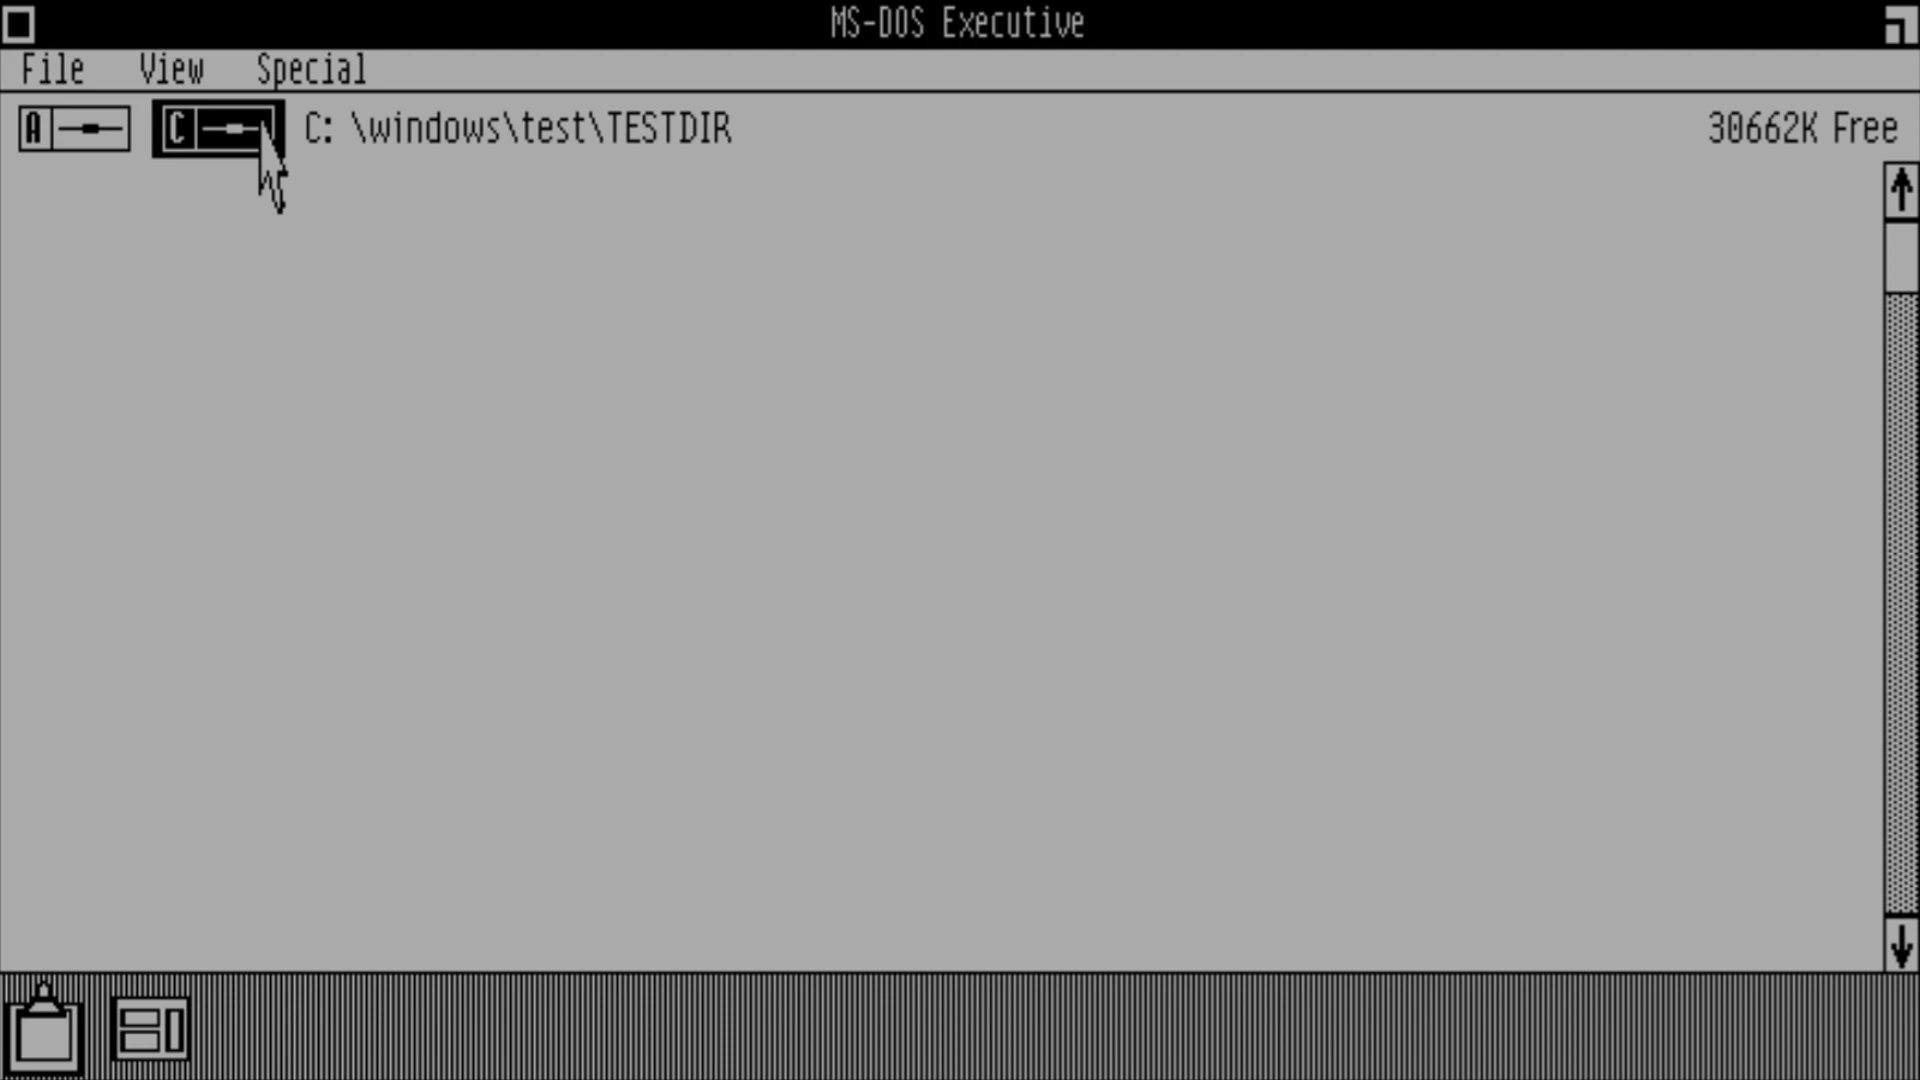 MS-DOS Executive
File View Special
A C C: \windows\test\TESTDIR 30662K Free